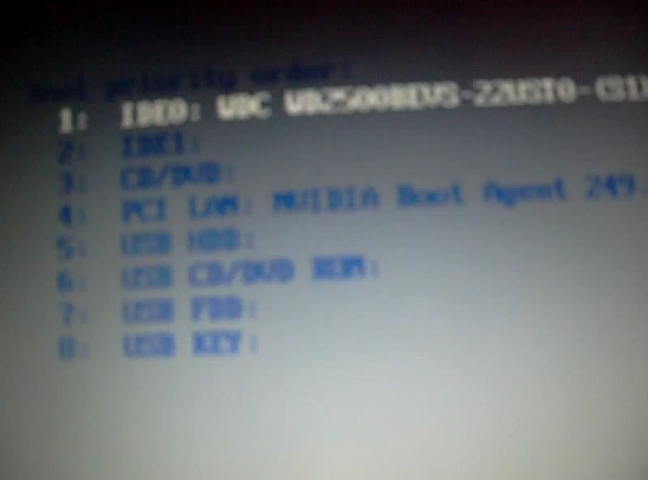 Boot priority order:
1: IDE0: WDC WD2500BEVS-22UST0-(S1)
2: IDE1:
3: CD/DVD:
4: PCI LAN: NVIDIA Boot Agent 249.
5: USB HDD:
6: USB CD/DVD ROM:
7: USB FDD:
8: USB KEY: